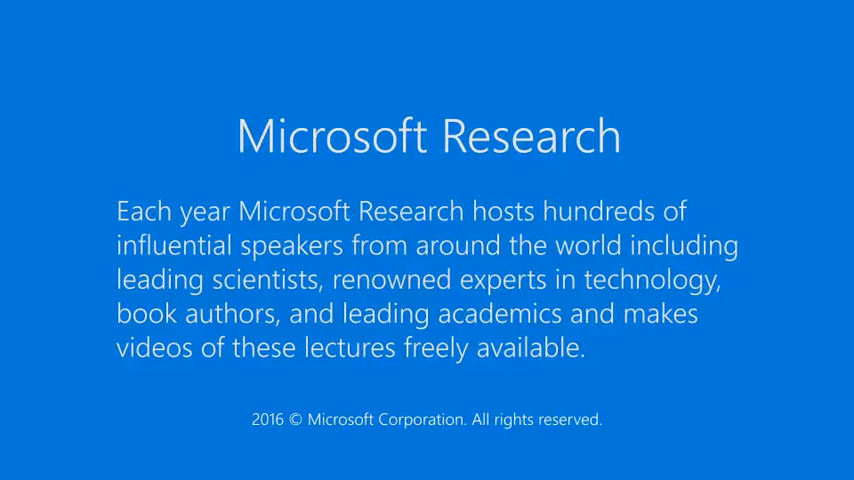 Microsoft Research
Each year Microsoft Research hosts hundreds of
influential speakers from around the world including
leading scientists, renowned experts in technology,
book authors, and leading academics and makes
videos of these lectures freely available.
2016 © Microsoft Corporation. All rights reserved.